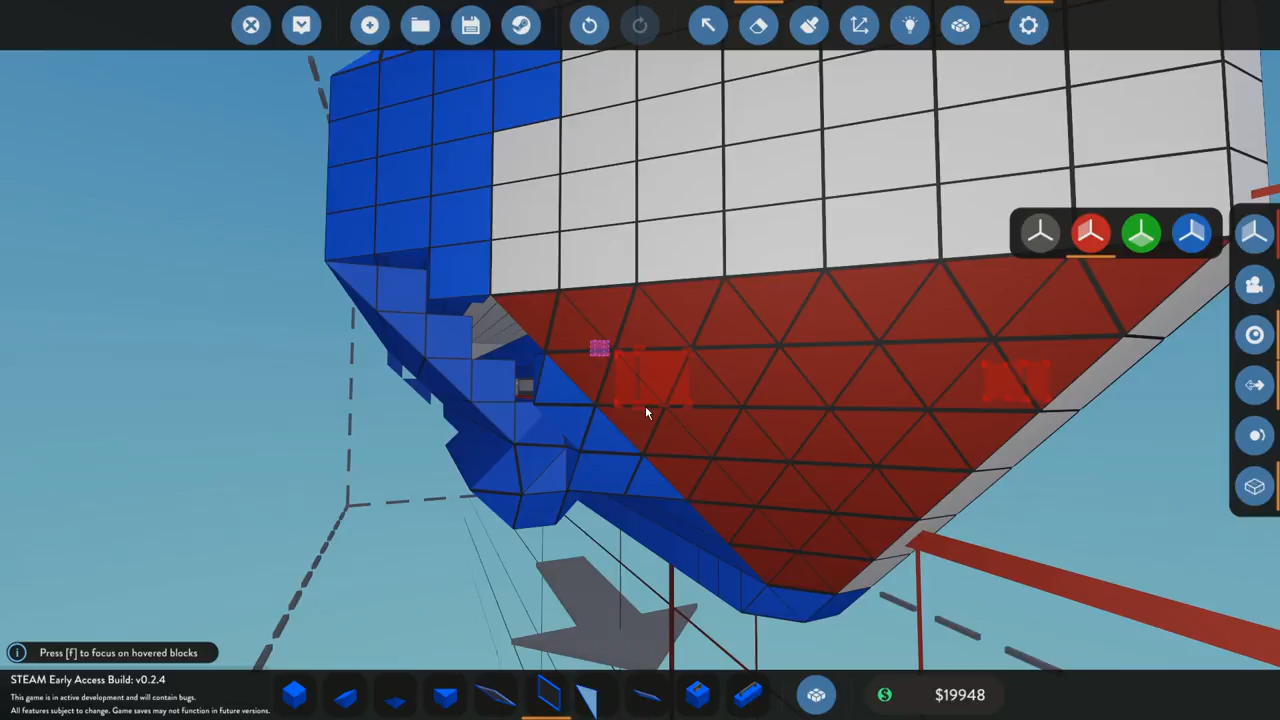 Press [f] to focus on hovered blocks
STEAM Early Access Build: v0.2.4
This game is in active development and will contain bugs.
All features subject to change. Game saves may not function in future versions.
$ $19948